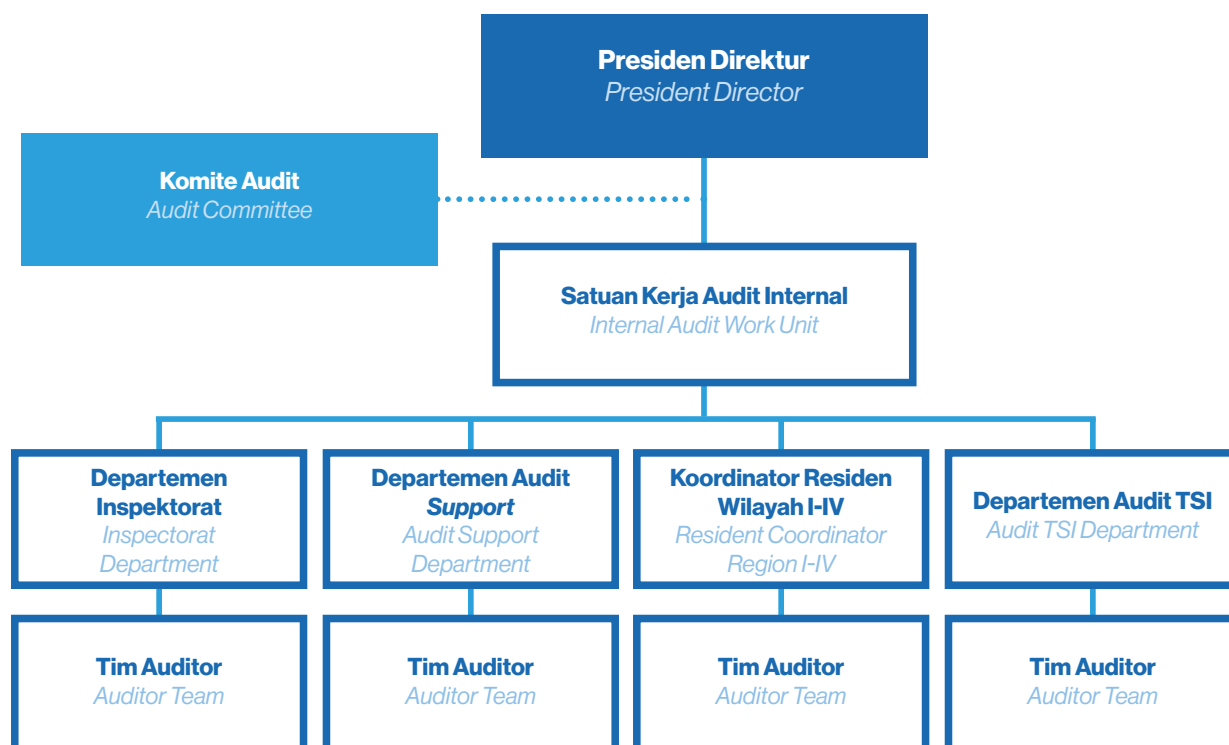 Presiden Direktur
President Director
Komite Audit
Audit Committee
Satuan Kerja Audit Internal
Internal Audit Work Unit
Departemen
Inspektorat
Inspectorat
Department
Departemen Audit
Support
Audit Support
Department
Koordinator Residen
Wilayah I-IV
Resident Coordinator
Region I-IV
Departemen Audit TSI
Audit TSI Department
Tim Auditor
Auditor Team
Tim Auditor
Auditor Team
Tim Auditor
Auditor Team
Tim Auditor
Auditor Team